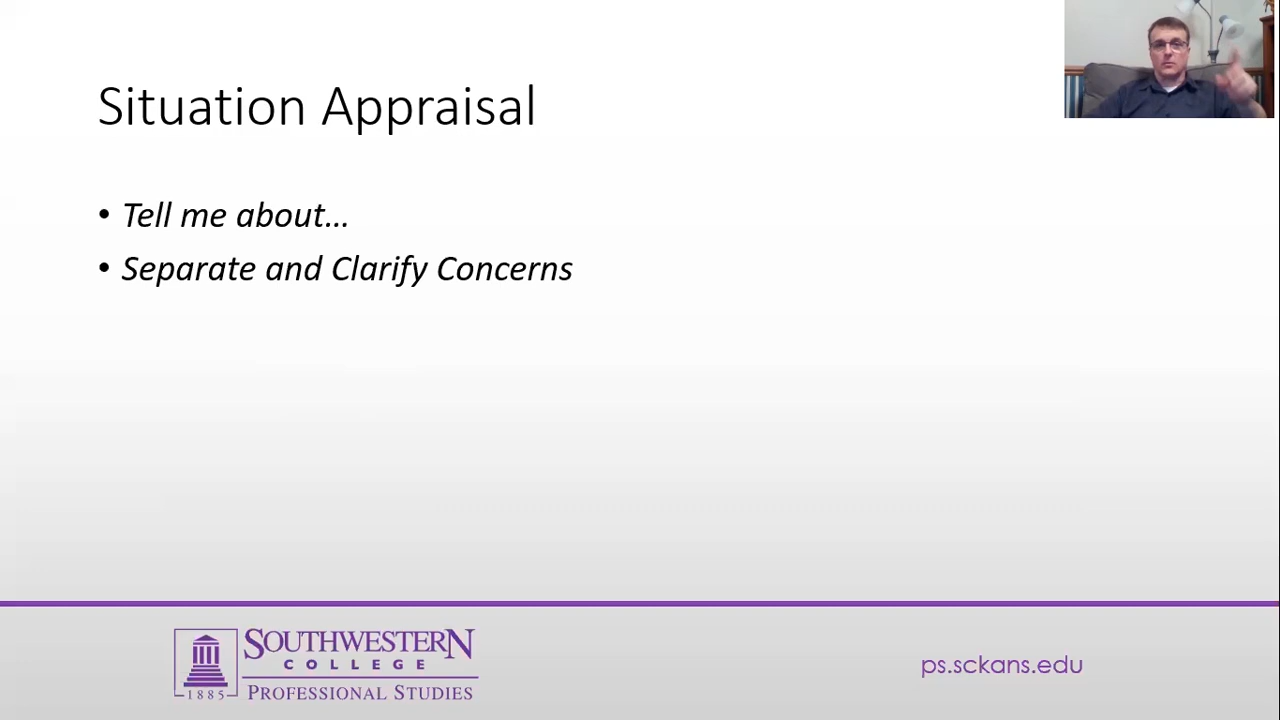 Situation Appraisal
• Tell me about…
• Separate and Clarify Concerns
SOUTHWESTERN
COLLEGE
1885
PROFESSIONAL STUDIES
ps.sckans.edu